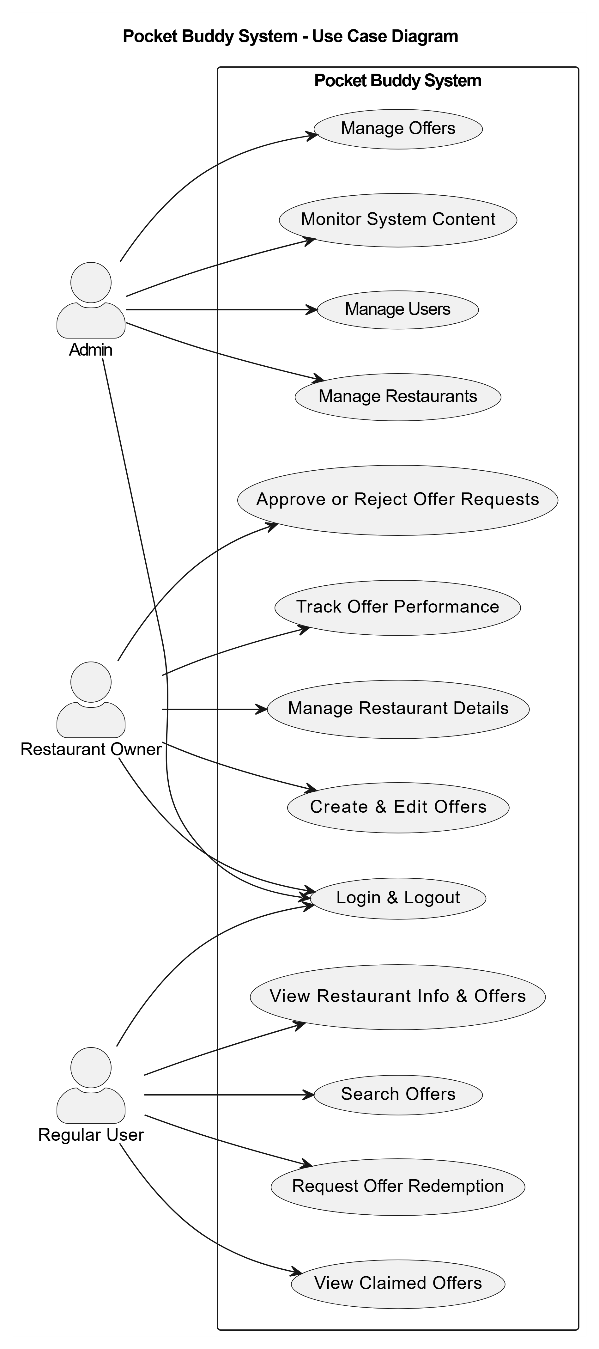 Pocket Buddy System - Use Case Diagram
Pocket Buddy System
Manage Offers
Monitor System Content
Manage Users
Admin
Manage Restaurants
Approve or Reject Offer Requests
Track Offer Performance
Manage Restaurant Details
Restaurant Owner
Create & Edit Offers
Login & Logout
View Restaurant Info & Offers
Search Offers
Regular User
Request Offer Redemption
View Claimed Offers